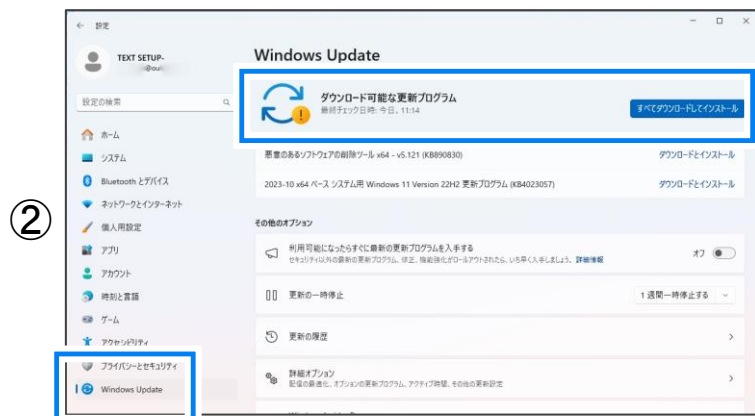 ②
← 設定
TEXT SETUP-
設定の検索
ホーム
システム
Bluetooth とデバイス
ネットワークとインターネット
個人用設定
アプリ
アカウント
時刻と言語
ゲーム
アクセシビリティ
プライバシーとセキュリティ
Windows Update
Windows Update
ダウンロード可能な更新プログラム
最終チェック日時: 今日、11:14
すべてダウンロードしてインストール
悪意のあるソフトウェアの削除ツール x64 - v5.121 (KB890830)
ダウンロードとインストール
2023-10 x64 ベース システム用 Windows 11 Version 22H2 更新プログラム (KB4023057)
ダウンロードとインストール
その他のオプション
利用可能になったらすぐに最新の更新プログラムを入手する
セキュリティ以外の最新の更新プログラム、修正、機能強化がロールアウトされたら、いち早く入手しましょう。 詳細情報
オフ
更新の一時停止
1 週間一時停止する
更新の履歴
詳細オプション
配信の最適化、オプションの更新プログラム、アクティブ時間、その他の更新設定